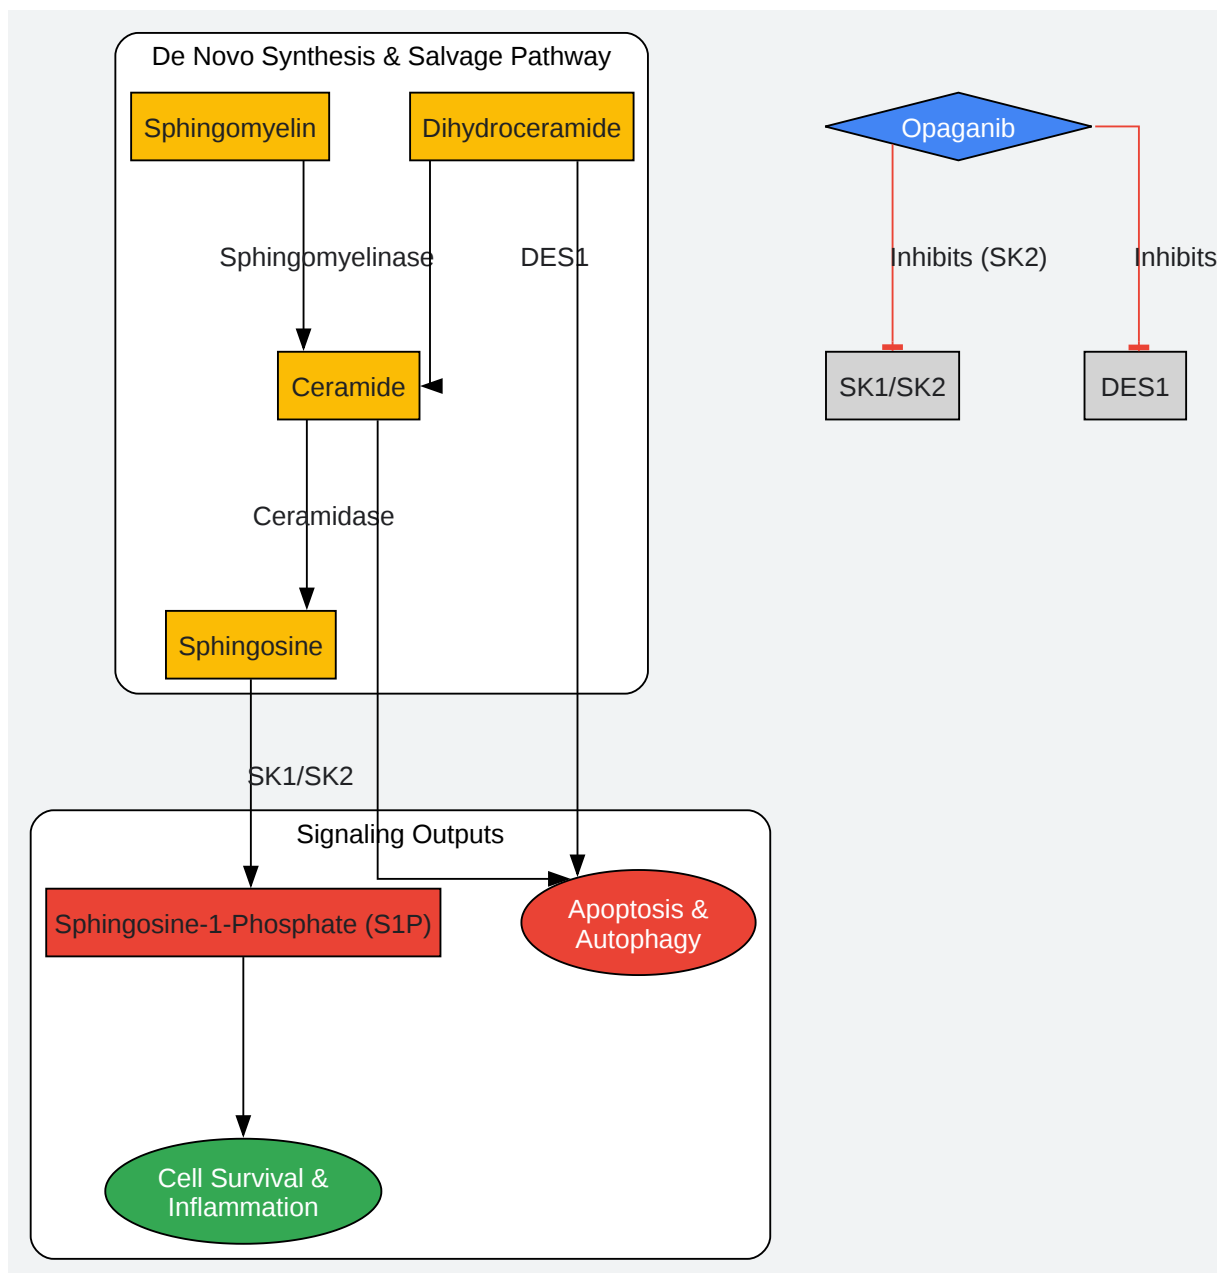 De Novo Synthesis & Salvage Pathway
Sphingomyelin
Dihydroceramide
Opaganib
Sphingomyelinase
DES1
Inhibits (SK2)
Inhibits
Ceramide
SK1/SK2
DES1
Ceramidase
Sphingosine
SK1/SK2
Signaling Outputs
Sphingosine-1-Phosphate (S1P)
Apoptosis &
Autophagy
Cell Survival &
Inflammation